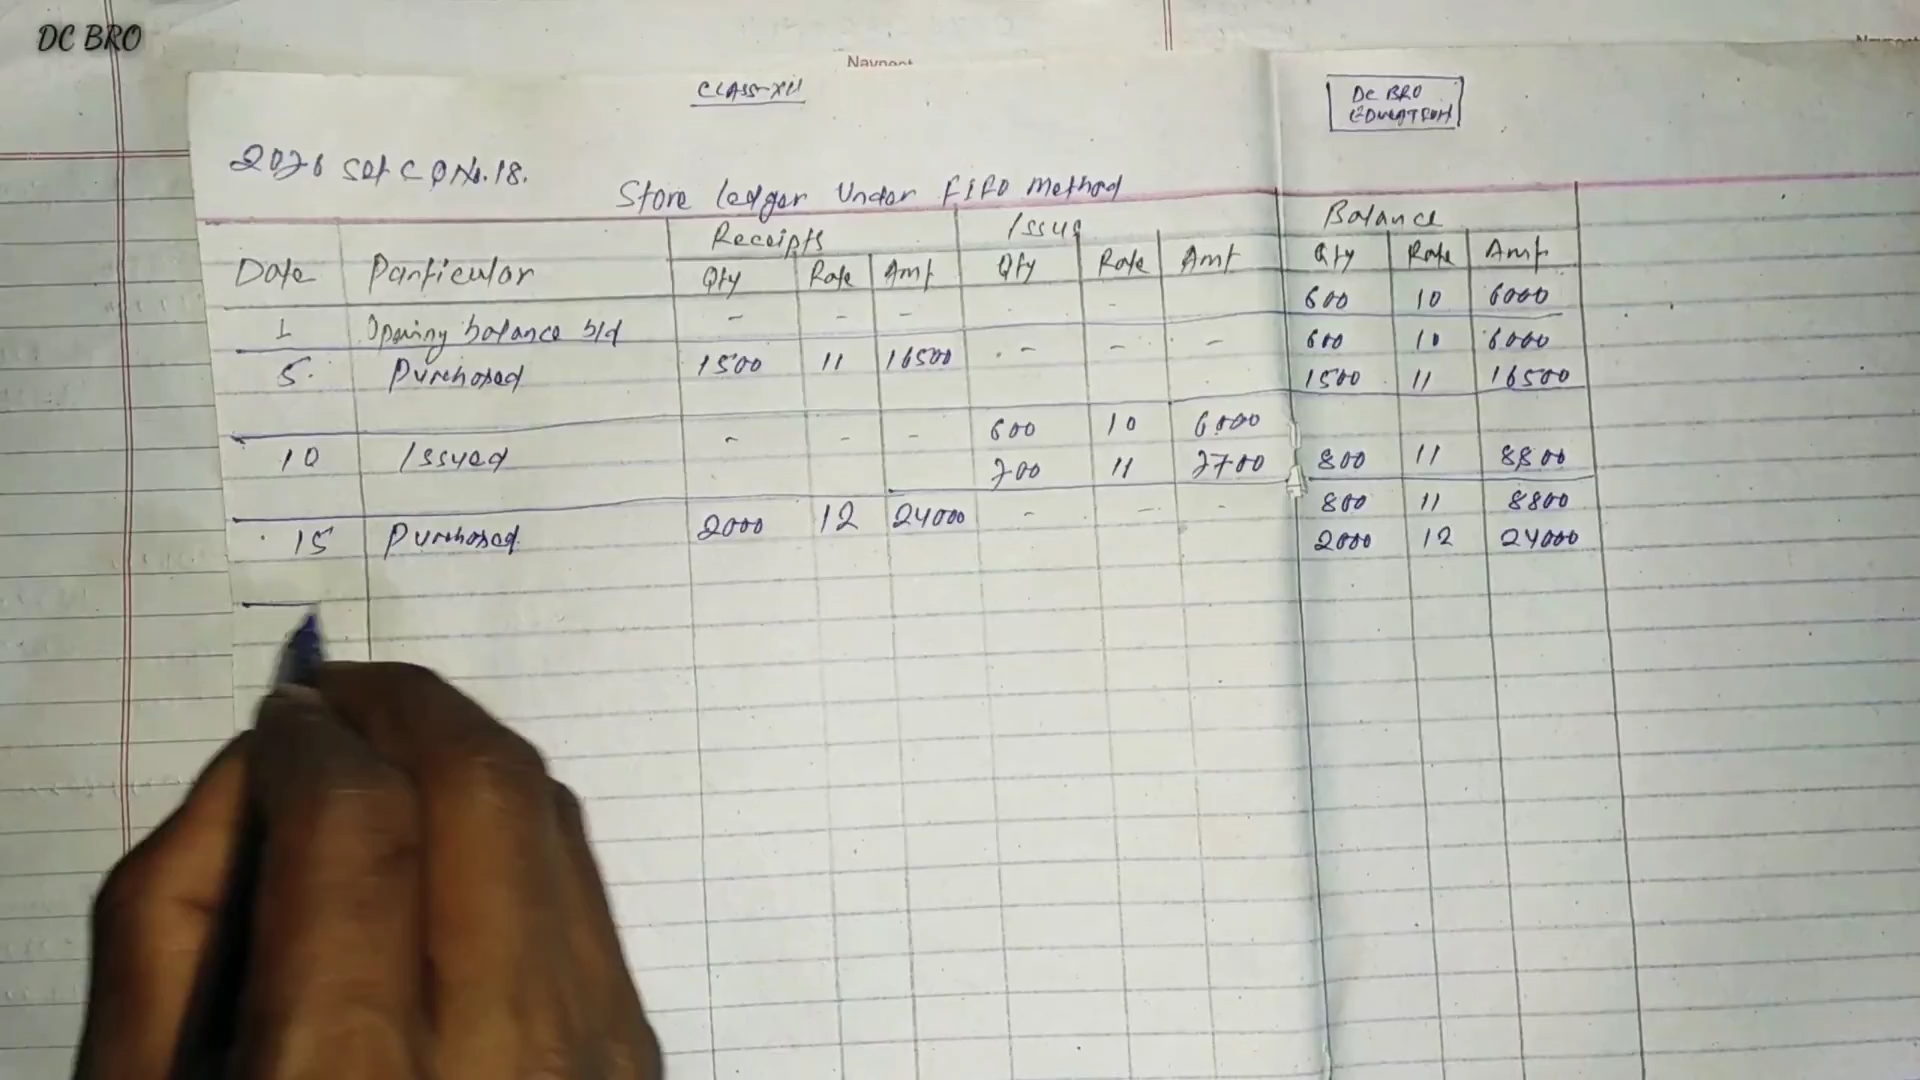 DC BRO
Navneet
CLASS-XII
DC BRO
EDUCATION
2026 Set C Q No. 18.
Store ledger Under FIFO Method
Receipts Issue Balance
Date Particular Qty Rate Amt Qty Rate Amt Qty Rate Amt
1 Opening balance b/d - - - - 600 10 6000
5. Purchased 1500 11 16500 - - - 600 10 6000
1500 11 16500
10 Issued - - - 600 10 6000
700 11 7700 800 11 8800
15 Purchased 2000 12 24000 - - - 800 11 8800
2000 12 24000